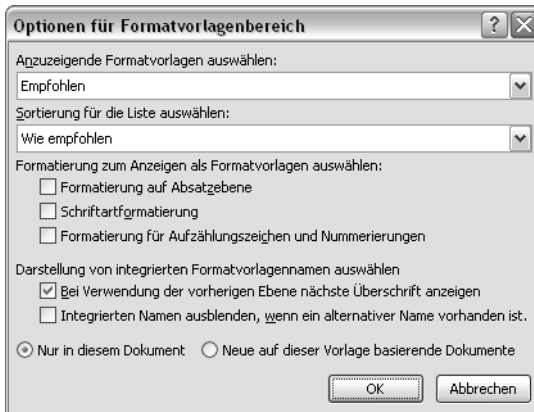 Optionen für Formatvorlagenbereich
Anzuzeigende Formatvorlagen auswählen:
Empfohlen
Sortierung für die Liste auswählen:
Wie empfohlen
Formatierung zum Anzeigen als Formatvorlagen auswählen:
Formatierung auf Absatzebene
Schriftartformatierung
Formatierung für Aufzählungszeichen und Nummerierungen
Darstellung von integrierten Formatvorlagennamen auswählen
Bei Verwendung der vorherigen Ebene nächste Überschrift anzeigen
Integrierten Namen ausblenden, wenn ein alternativer Name vorhanden ist.
Nur in diesem Dokument Neue auf dieser Vorlage basierende Dokumente
OK Abbrechen